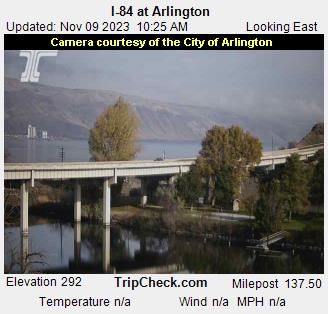 I-84 at Arlington
Updated: Nov 09 2023 10:25 AM Looking East
Camera courtesy of the City of Arlington
Elevation 292 TripCheck.com Milepost 137.50
Temperature n/a Wind n/a MPH n/a